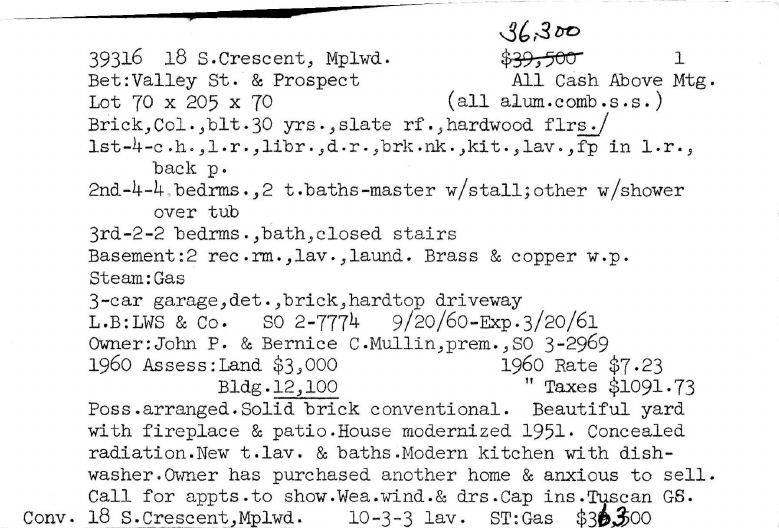 36,300
39316 18 S.Crescent, Mplwd. $39,500 1
Bet:Valley St. & Prospect All Cash Above Mtg.
Lot 70 x 205 x 70 (all alum.comb.s.s.)
Brick,Col.,blt.30 yrs.,slate rf.,hardwood flrs./
1st-4-c.h.,l.r.,libr.,d.r.,brk.nk.,kit.,lav.,fp in l.r.,
back p.
2nd-4-4 bedrms.,2 t.baths-master w/stall;other w/shower
over tub
3rd-2-2 bedrms.,bath,closed stairs
Basement:2 rec.rm.,lav.,laund. Brass & copper w.p.
Steam:Gas
3-car garage,det.,brick,hardtop driveway
L.B:LWS & Co. SO 2-7774 9/20/60-Exp.3/20/61
Owner:John P. & Bernice C.Mullin,prem.,SO 3-2969
1960 Assess:Land $3,000 1960 Rate $7.23
Bldg.12,100 " Taxes $1091.73
Poss.arranged.Solid brick conventional. Beautiful yard
with fireplace & patio.House modernized 1951. Concealed
radiation.New t.lav. & baths.Modern kitchen with dish-
washer.Owner has purchased another home & anxious to sell.
Call for appts.to show.Wea.wind.& drs.Cap ins.Tuscan GS.
Conv. 18 S.Crescent,Mplwd. 10-3-3 lav. ST:Gas $36,300